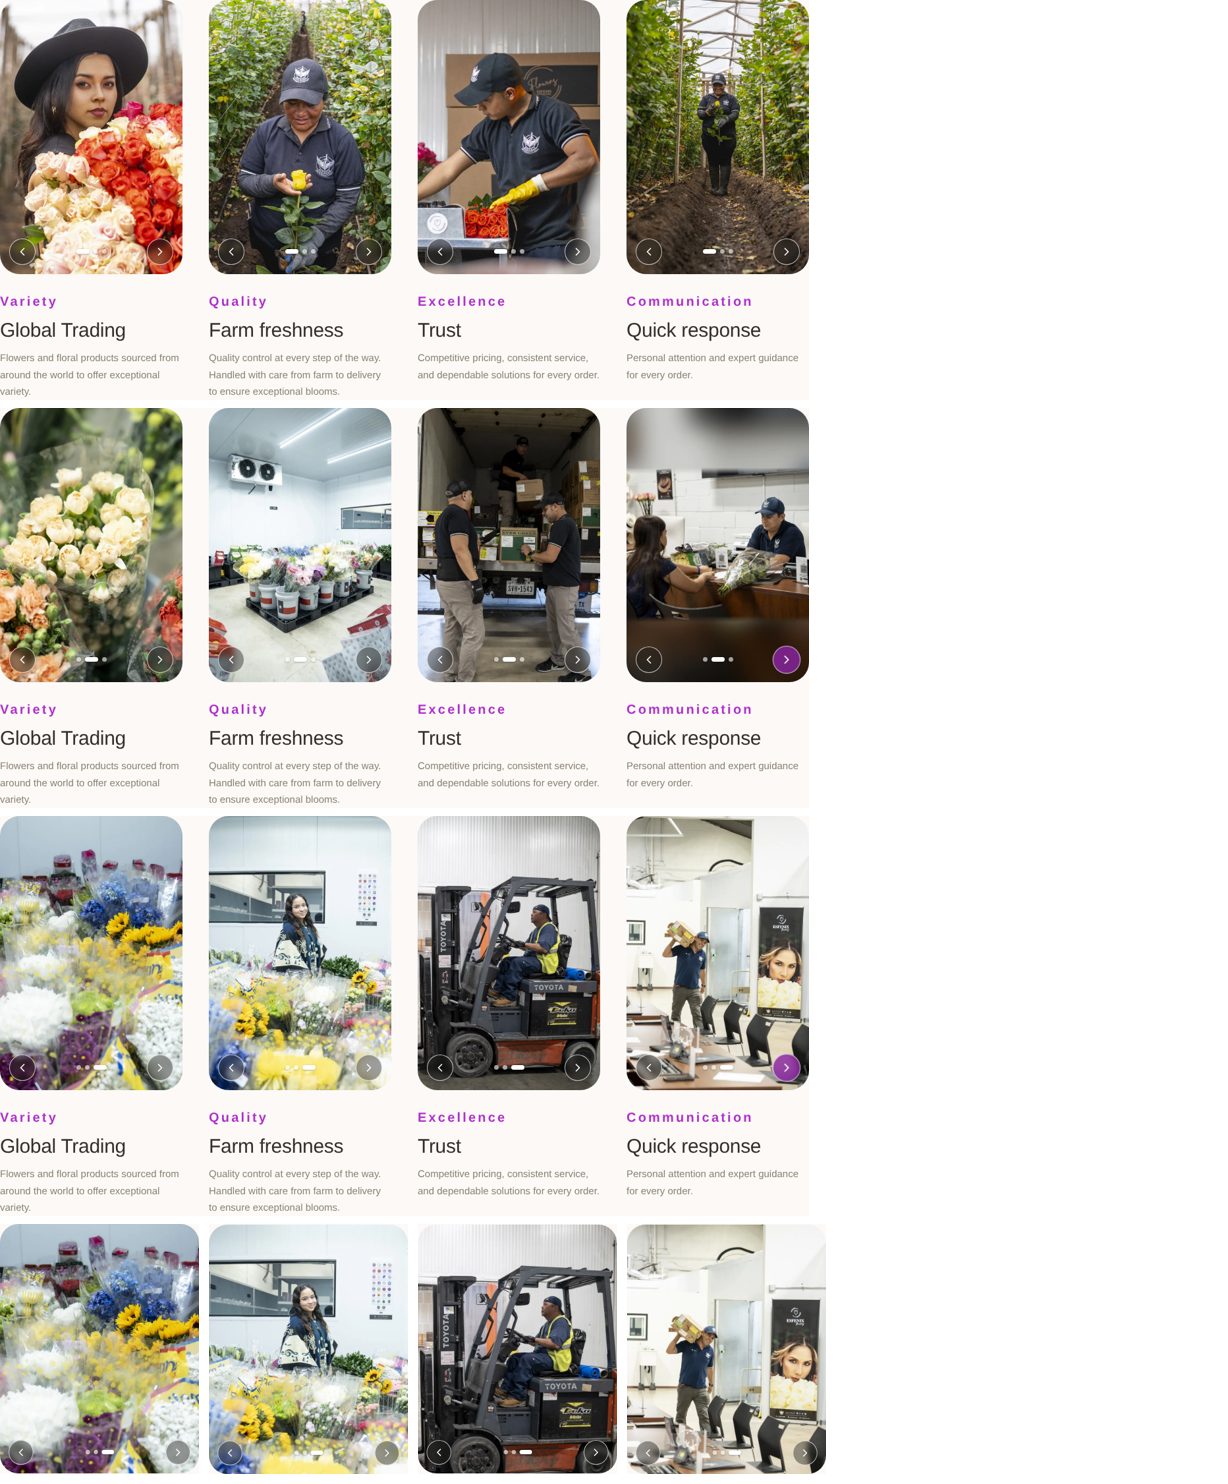 Flowery
Variety
Global Trading
Flowers and floral products sourced from
around the world to offer exceptional
variety.
Quality
Farm freshness
Quality control at every step of the way.
Handled with care from farm to delivery
to ensure exceptional blooms.
Excellence
Trust
Competitive pricing, consistent service,
and dependable solutions for every order.
Communication
Quick response
Personal attention and expert guidance
for every order.
Variety
Global Trading
Flowers and floral products sourced from
around the world to offer exceptional
variety.
Quality
Farm freshness
Quality control at every step of the way.
Handled with care from farm to delivery
to ensure exceptional blooms.
Excellence
Trust
Competitive pricing, consistent service,
and dependable solutions for every order.
Communication
Quick response
Personal attention and expert guidance
for every order.
TOYOTA
TOYOTA
Variety
Global Trading
Flowers and floral products sourced from
around the world to offer exceptional
variety.
Quality
Farm freshness
Quality control at every step of the way.
Handled with care from farm to delivery
to ensure exceptional blooms.
Excellence
Trust
Competitive pricing, consistent service,
and dependable solutions for every order.
Communication
Quick response
Personal attention and expert guidance
for every order.
TOYOTA
TOYOTA